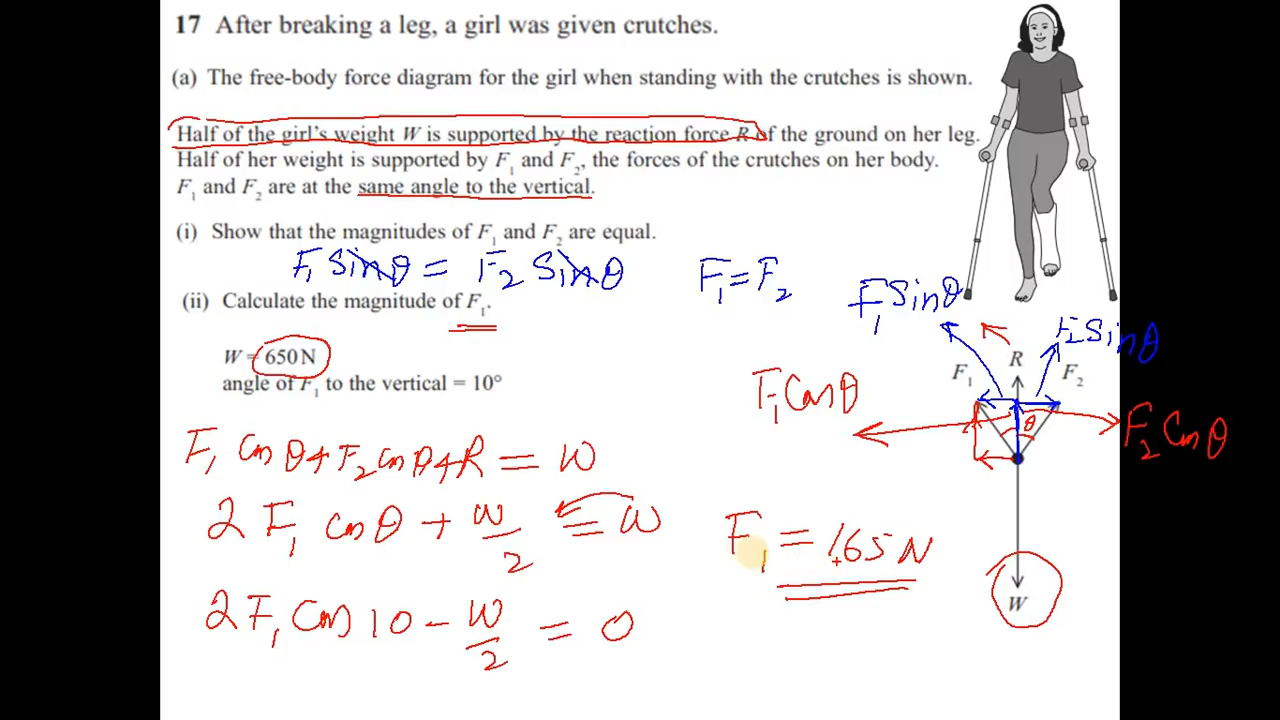 17 After breaking a leg, a girl was given crutches.
(a) The free-body force diagram for the girl when standing with the crutches is shown.
Half of the girl's weight W is supported by the reaction force R of the ground on her leg.
Half of her weight is supported by F₁ and F₂, the forces of the crutches on her body.
F₁ and F₂ are at the same angle to the vertical.
(i) Show that the magnitudes of F₁ and F₂ are equal.
F₁ Sinθ = F₂ Sinθ
F₁ = F₂
(ii) Calculate the magnitude of F₁.
W = 650 N
angle of F₁ to the vertical = 10°
F₁ Cosθ + F₂ Cosθ + R = W
2 F₁ Cosθ + W/2 = W
2 F₁ Cos 10 - W/2 = 0
F₁ = 165 N
F₁ Sinθ
F₂ Sinθ
R
F₁
F₂
F₁ Cosθ
θ
F₂ Cosθ
W